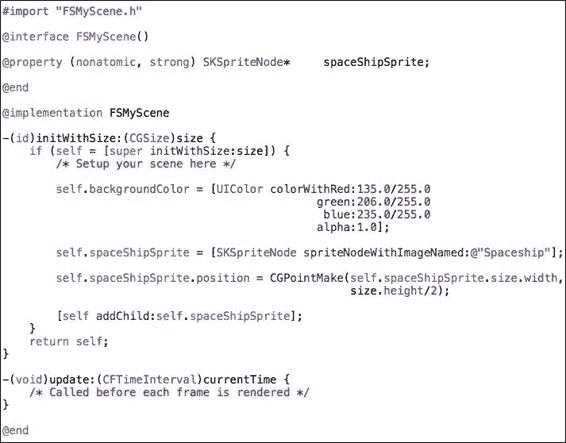 #import "FSMyScene.h"
@interface FSMyScene()
@property (nonatomic, strong) SKSpriteNode*     spaceShipSprite;
@end
@implementation FSMyScene
-(id)initWithSize:(CGSize)size {
    if (self = [super initWithSize:size]) {
        /* Setup your scene here */
        self.backgroundColor = [UIColor colorWithRed:135.0/255.0
                                               green:206.0/255.0
                                                blue:235.0/255.0
                                               alpha:1.0];
        self.spaceShipSprite = [SKSpriteNode spriteNodeWithImageNamed:@"Spaceship"];
        self.spaceShipSprite.position = CGPointMake(self.spaceShipSprite.size.width,
                                                    size.height/2);
        [self addChild:self.spaceShipSprite];
    }
    return self;
}
-(void)update:(CFTimeInterval)currentTime {
    /* Called before each frame is rendered */
}
@end